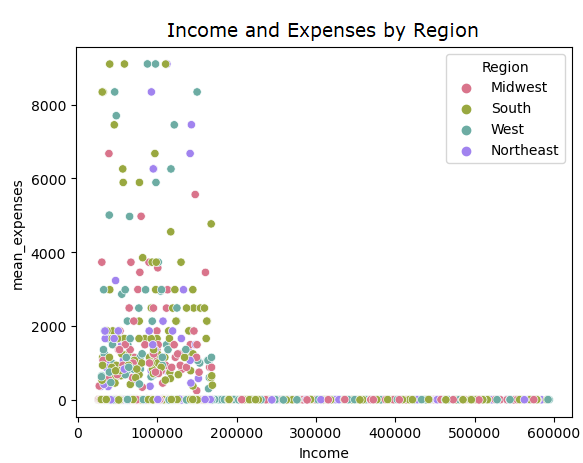 Income and Expenses by Region
Region
Midwest
South
West
Northeast
mean_expenses
8000
6000
4000
2000
0
0
100000
200000
300000
400000
500000
600000
Income